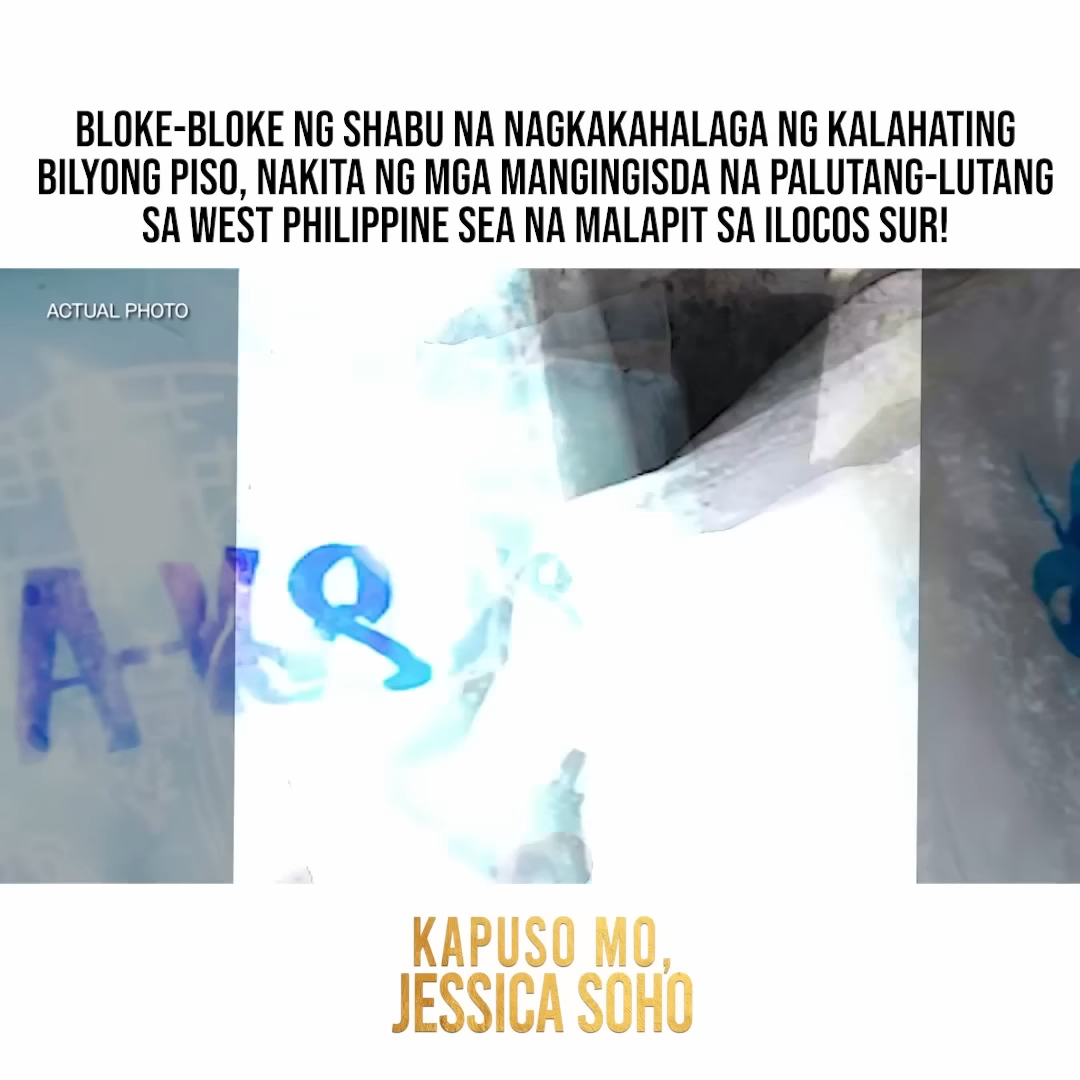 BLOKE-BLOKE NG SHABU NA NAGKAKAHALAGA NG KALAHATING
BILYONG PISO, NAKITA NG MGA MANGINGISDA NA PALUTANG-LUTANG
SA WEST PHILIPPINE SEA NA MALAPIT SA ILOCOS SUR!
ACTUAL PHOTO
KAPUSO MO,
JESSICA SOHO